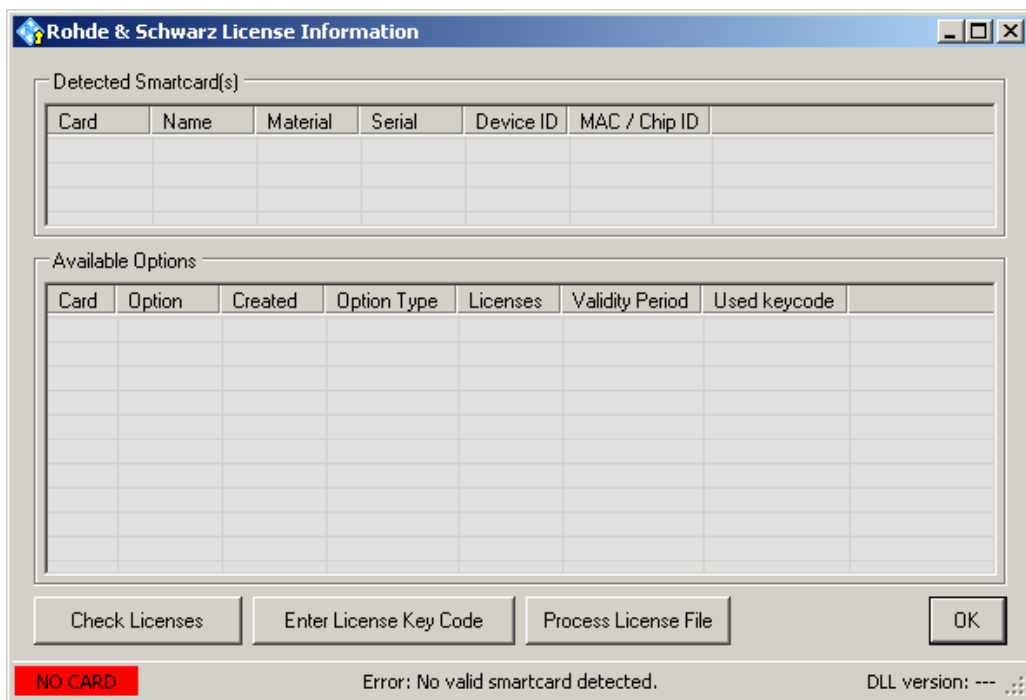 Rohde & Schwarz License Information
Detected Smartcard(s)
Card Name Material Serial Device ID MAC / Chip ID
Available Options
Card Option Created Option Type Licenses Validity Period Used keycode
Check Licenses Enter License Key Code Process License File OK
NO CARD Error: No valid smartcard detected. DLL version: ---